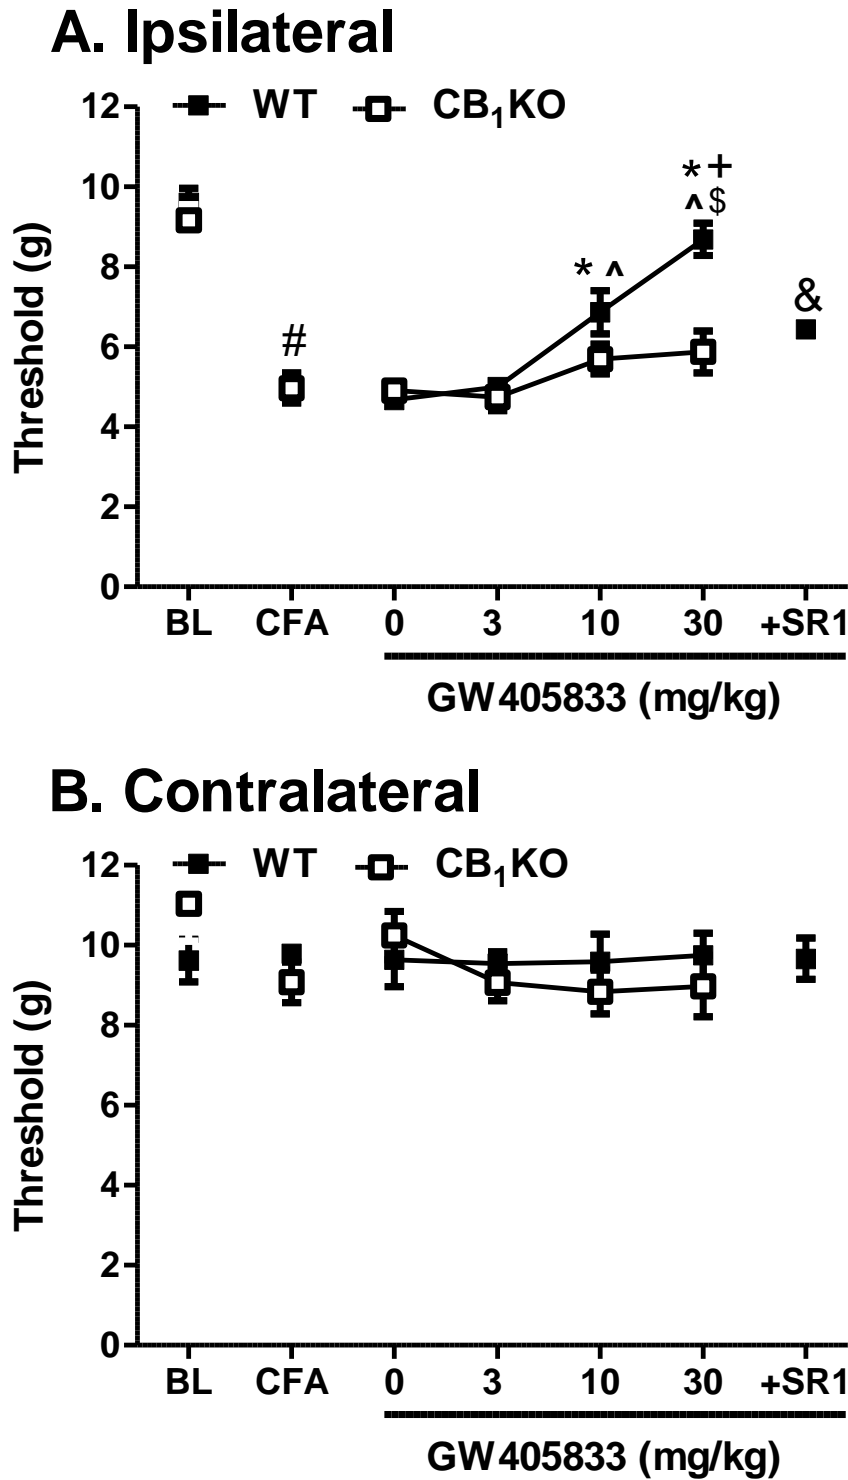 A. Ipsilateral
12
WT CB₁KO
10
* +
^ $
8
* ^
&
6
#
4
2
0
Threshold (g)
BL CFA 0 3 10 30 +SR1
GW405833 (mg/kg)
B. Contralateral
12
WT CB₁KO
10
8
6
4
2
0
Threshold (g)
BL CFA 0 3 10 30 +SR1
GW405833 (mg/kg)